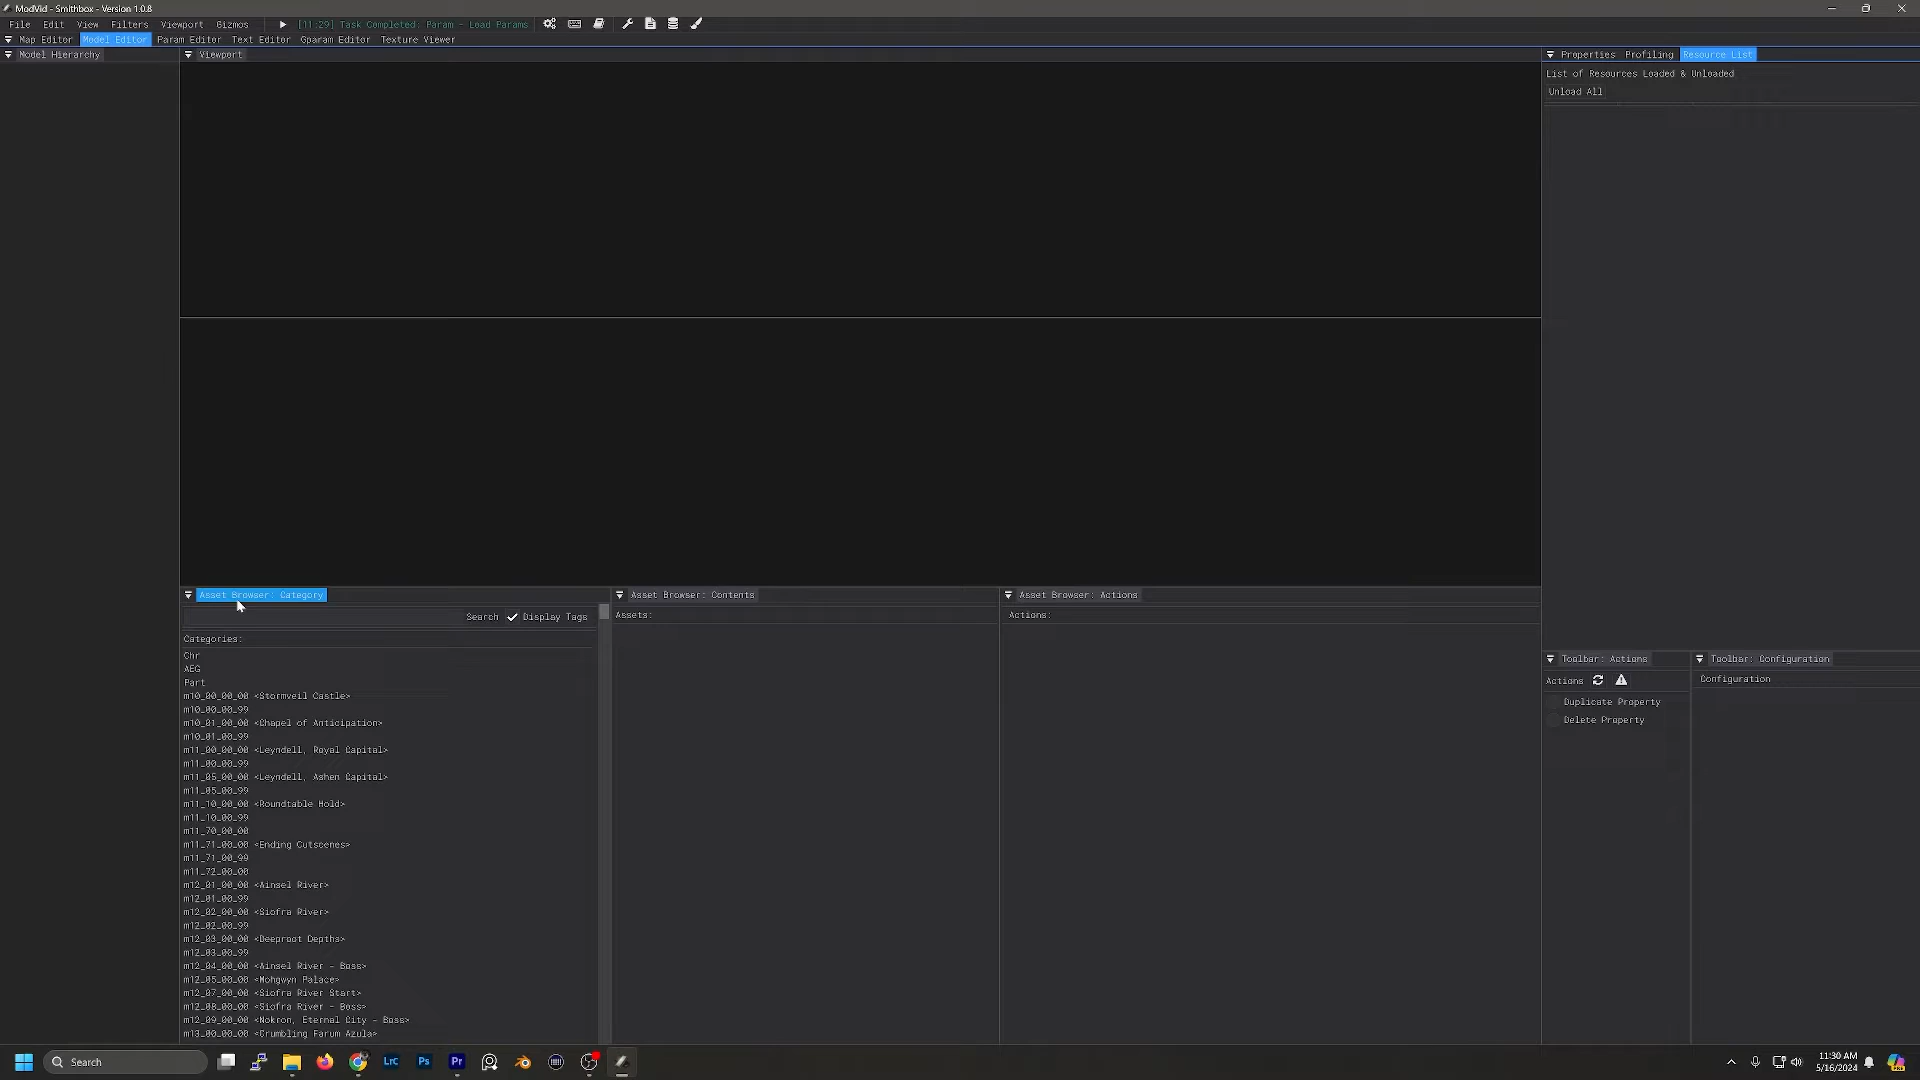 ModVid - Smithbox - Version 1.0.8
File Edit View Filters Viewport Gizmos [11:29] Task Completed: Param - Load Params
Map Editor Model Editor Param Editor Text Editor Gparam Editor Texture Viewer
Model Hierarchy
Viewport
Properties Profiling Resource List
List of Resources Loaded & Unloaded
Unload All
Asset Browser: Category
Search Display Tags
Categories:
Chr
AEG
Part
m10_00_00_00 <Stormveil Castle>
m10_00_00_99
m10_01_00_00 <Chapel of Anticipation>
m10_01_00_99
m11_00_00_00 <Leyndell, Royal Capital>
m11_00_00_99
m11_05_00_00 <Leyndell, Ashen Capital>
m11_05_00_99
m11_10_00_00 <Roundtable Hold>
m11_10_00_99
m11_70_00_00
m11_71_00_00 <Ending Cutscenes>
m11_71_00_99
m11_72_00_00
m12_01_00_00 <Ainsel River>
m12_01_00_99
m12_02_00_00 <Siofra River>
m12_02_00_99
m12_03_00_00 <Deeproot Depths>
m12_03_00_99
m12_04_00_00 <Ainsel River - Boss>
m12_05_00_00 <Mohgwyn Palace>
m12_07_00_00 <Siofra River Start>
m12_08_00_00 <Siofra River - Boss>
m12_09_00_00 <Nokron, Eternal City - Boss>
m13_00_00_00 <Crumbling Farum Azula>
Asset Browser: Contents
Assets:
Asset Browser: Actions
Actions:
Toolbar: Actions
Actions
Duplicate Property
Delete Property
Toolbar: Configuration
Configuration
Search
LrC
Ps
Pr
11:30 AM
5/16/2024